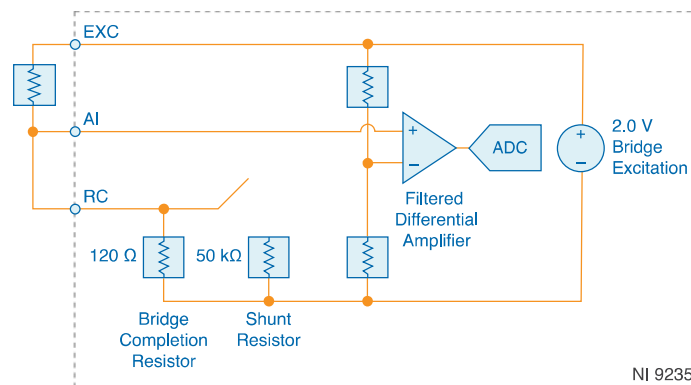 EXC
AI
RC
+
−
ADC
+
−
2.0 V
Bridge
Excitation
Filtered
Differential
Amplifier
120 Ω
50 kΩ
Bridge
Completion
Resistor
Shunt
Resistor
NI 9235